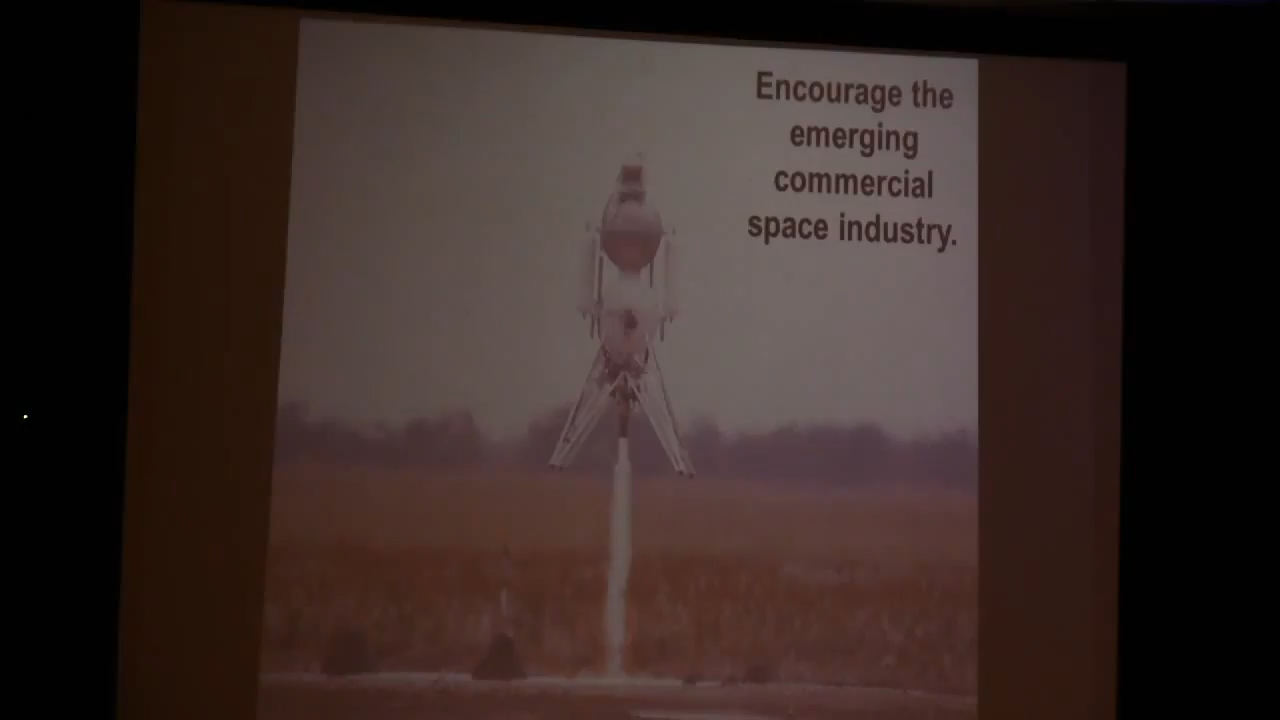 Encourage the
emerging
commercial
space industry.